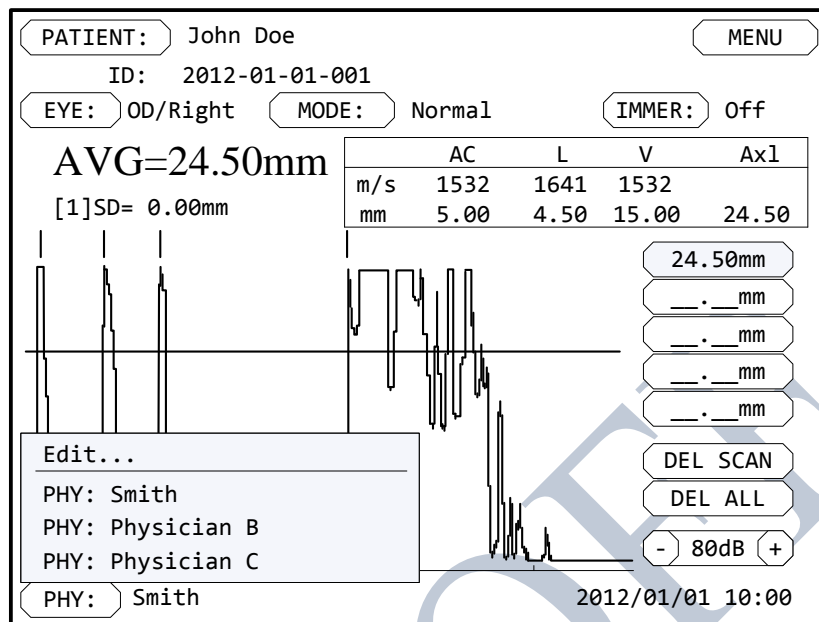 PATIENT: John Doe MENU
ID: 2012-01-01-001
EYE: OD/Right MODE: Normal IMMER: Off
AVG=24.50mm
[1]SD= 0.00mm
AC L V Axl
m/s 1532 1641 1532
mm 5.00 4.50 15.00 24.50
24.50mm
__.__mm
__.__mm
__.__mm
__.__mm
DEL SCAN
DEL ALL
- 80dB +
Edit...
PHY: Smith
PHY: Physician B
PHY: Physician C
PHY: Smith 2012/01/01 10:00